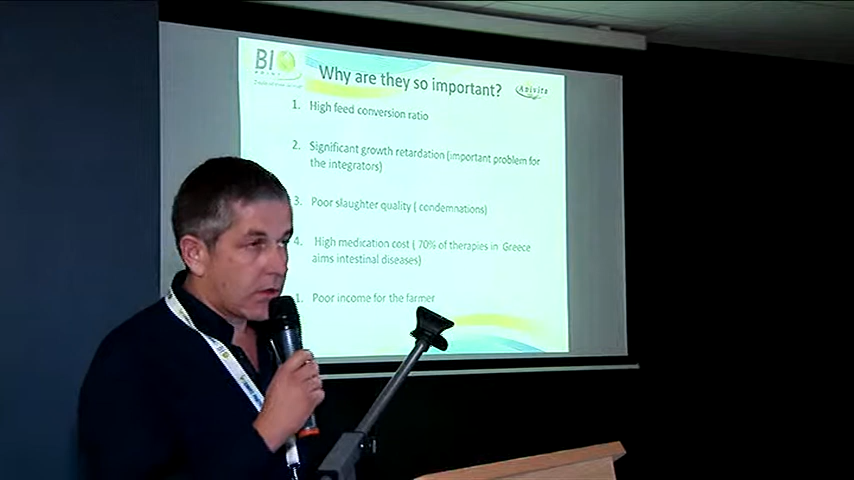 BIO
POINT
Why are they so important?
Anivite
1. High feed conversion ratio
2. Significant growth retardation (important problem for
the integrators)
3. Poor slaughter quality ( condemnations)
4. High medication cost ( 70% of therapies in Greece
aims intestinal diseases)
1. Poor income for the farmer